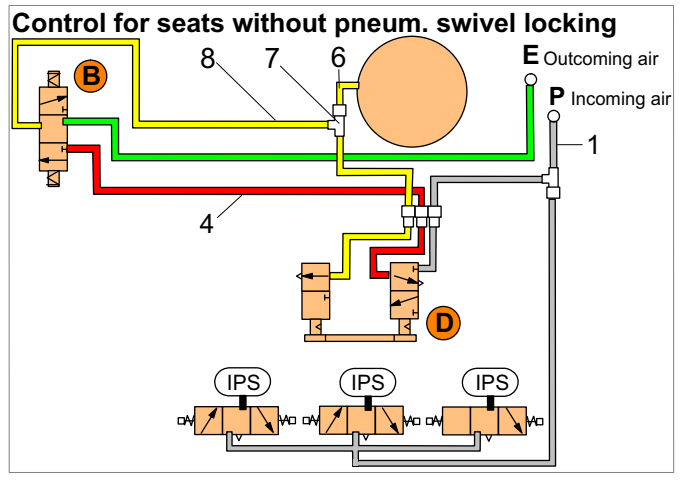 Control for seats without pneum. swivel locking
B
8
7
6
E Outcoming air
P Incoming air
1
4
D
IPS
IPS
IPS